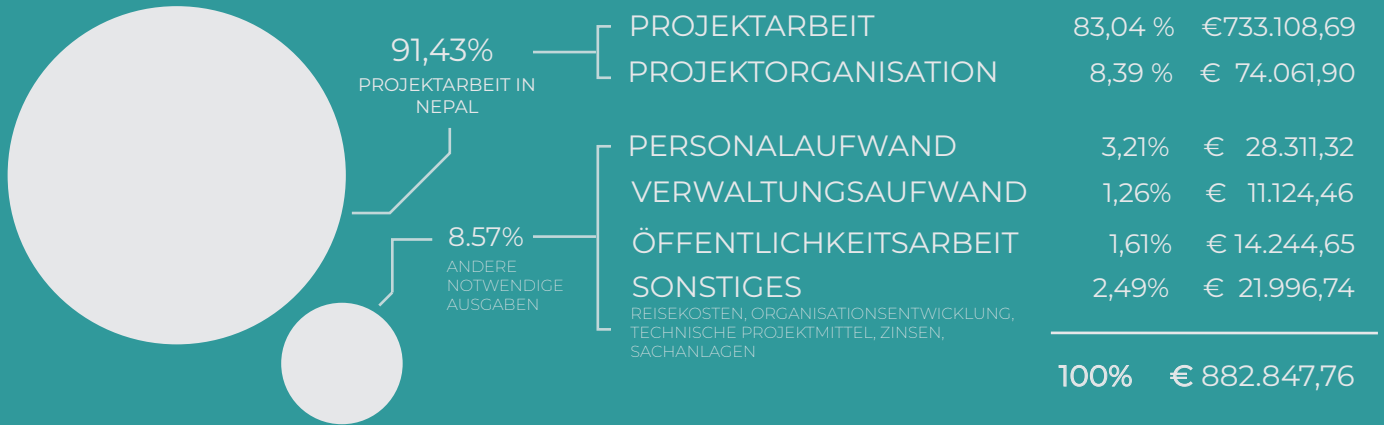 91,43%
PROJEKTARBEIT IN
NEPAL
PROJEKTARBEIT 83,04 % €733.108,69
PROJEKTORGANISATION 8,39 % € 74.061,90
8.57%
ANDERE
NOTWENDIGE
AUSGABEN
PERSONALAUFWAND 3,21% € 28.311,32
VERWALTUNGSAUFWAND 1,26% € 11.124,46
ÖFFENTLICHKEITSARBEIT 1,61% € 14.244,65
SONSTIGES 2,49% € 21.996,74
REISEKOSTEN, ORGANISATIONSENTWICKLUNG,
TECHNISCHE PROJEKTMITTEL, ZINSEN,
SACHANLAGEN
100% € 882.847,76